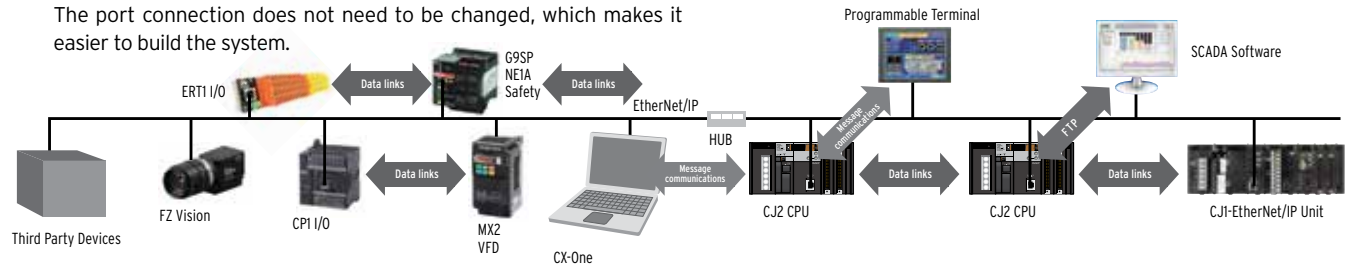 The port connection does not need to be changed, which makes it
easier to build the system.
Programmable Terminal
SCADA Software
ERT1 I/O
Data links
G9SP
NE1A
Safety
Data links
EtherNet/IP
HUB
Message
communications
FTP
FZ Vision
CP1 I/O
Data links
MX2
VFD
CX-One
Message
communications
CJ2 CPU
Data links
CJ2 CPU
Data links
CJ1-EtherNet/IP Unit
Third Party Devices